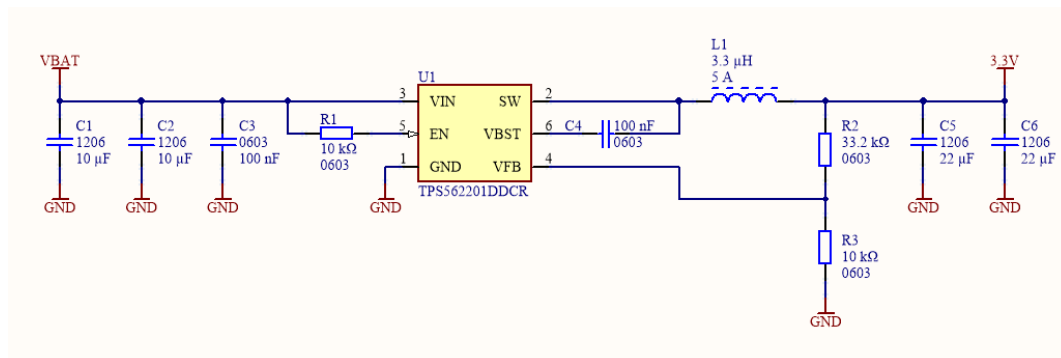 VBAT
C1
1206
10 µF
GND
C2
1206
10 µF
GND
C3
0603
100 nF
GND
R1
10 kΩ
0603
GND
U1
3 VIN SW 2
5 EN VBST 6
1 GND VFB 4
TPS562201DDCR
C4
100 nF
0603
L1
3.3 µH
5 A
R2
33.2 kΩ
0603
R3
10 kΩ
0603
GND
C5
1206
22 µF
GND
3.3V
C6
1206
22 µF
GND